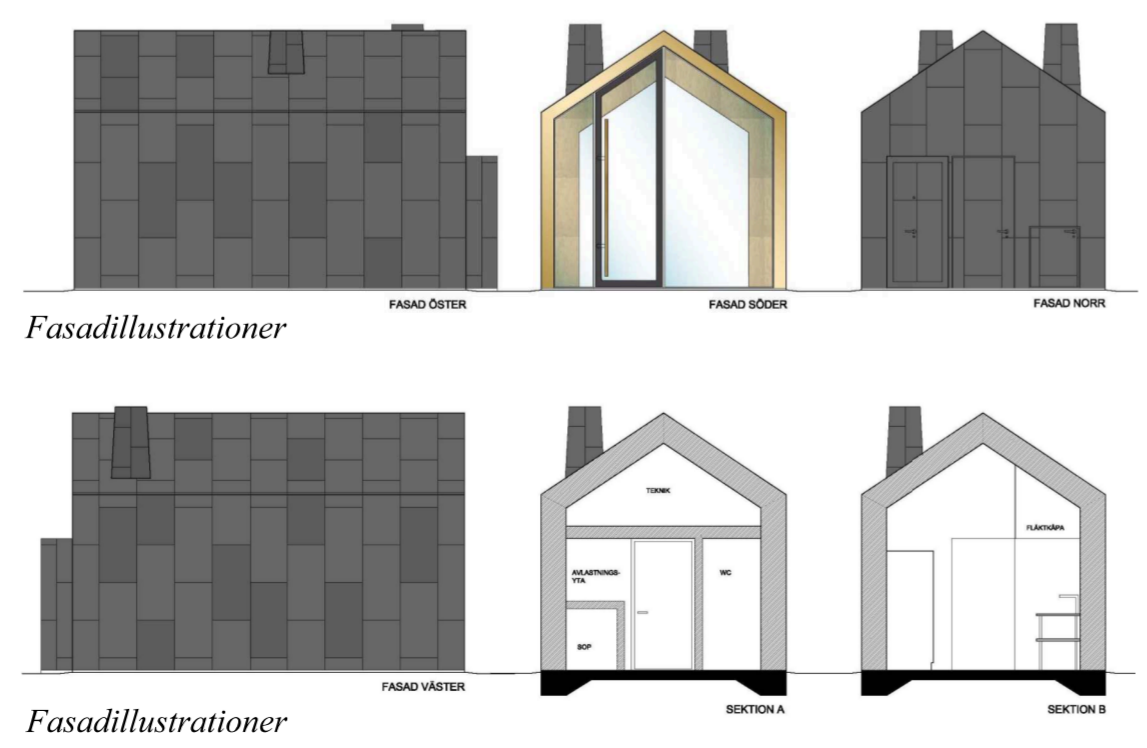 FASAD ÖSTER
FASAD SÖDER
FASAD NORR
Fasadillustrationer
TEKNIK
FLÄKTKÅPA
AVLASTNINGS-
YTA
WC
SOP
FASAD VÄSTER
SEKTION A
SEKTION B
Fasadillustrationer